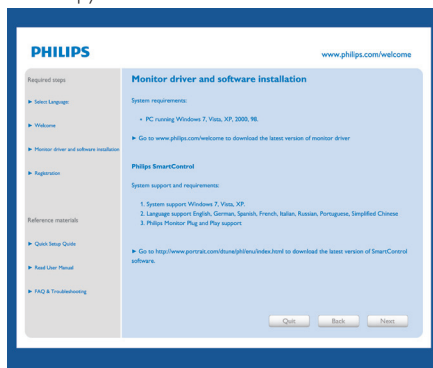 PHILIPS
www.philips.com/welcome
Required steps
► Select Language
► Welcome
► Monitor driver and software installation
► Registration
Reference materials
► Quick Setup Guide
► Read User Manual
► FAQ & Troubleshooting
Monitor driver and software installation
System requirements:
• PC running Windows 7, Vista, XP, 2000, 98.
► Go to www.philips.com/welcome to download the latest version of monitor driver
Philips SmartControl
System support and requirements:
1. System support Windows 7, Vista, XP.
2. Language support English, German, Spanish, French, Italian, Russian, Portuguese, Simplified Chinese
3. Philips Monitor Plug and Play support
► Go to http://www.portrait.com/dtune/phl/enu/index.html to download the latest version of SmartControl
software.
Quit
Back
Next